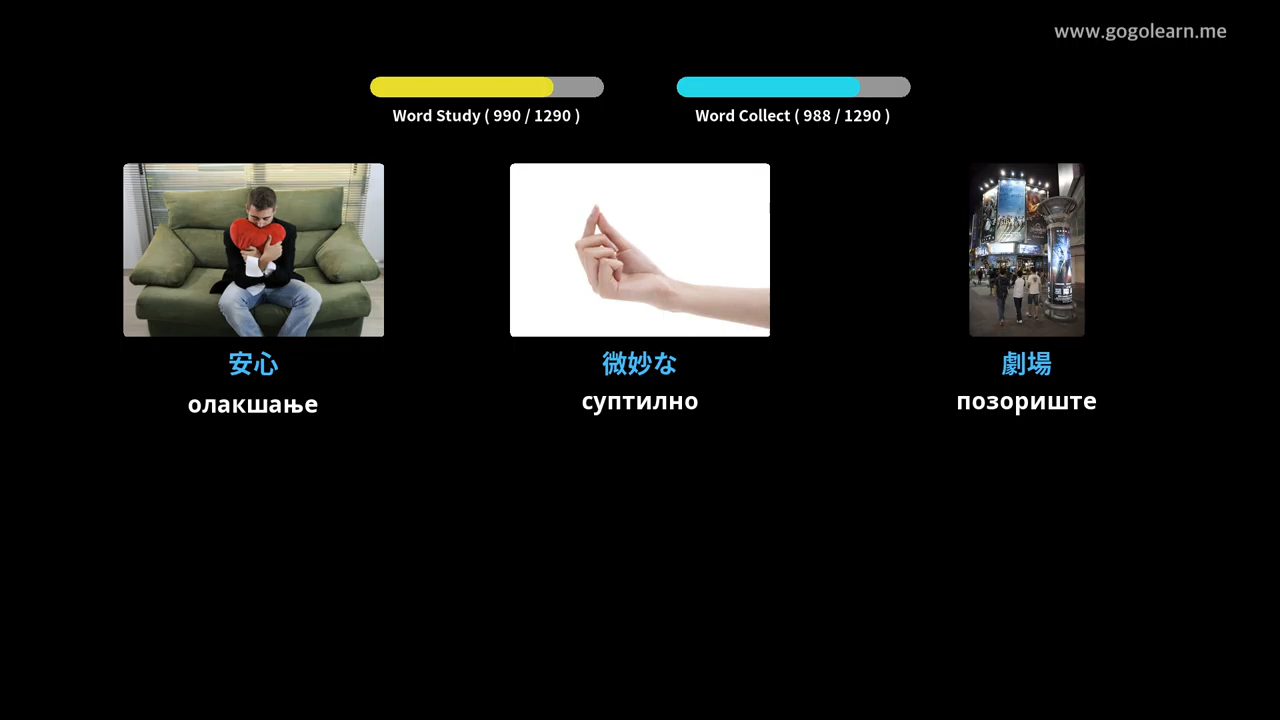 www.gogolearn.me
Word Study ( 990 / 1290 )
Word Collect ( 988 / 1290 )
安心
微妙な
劇場
олакшање
суптилно
позориште